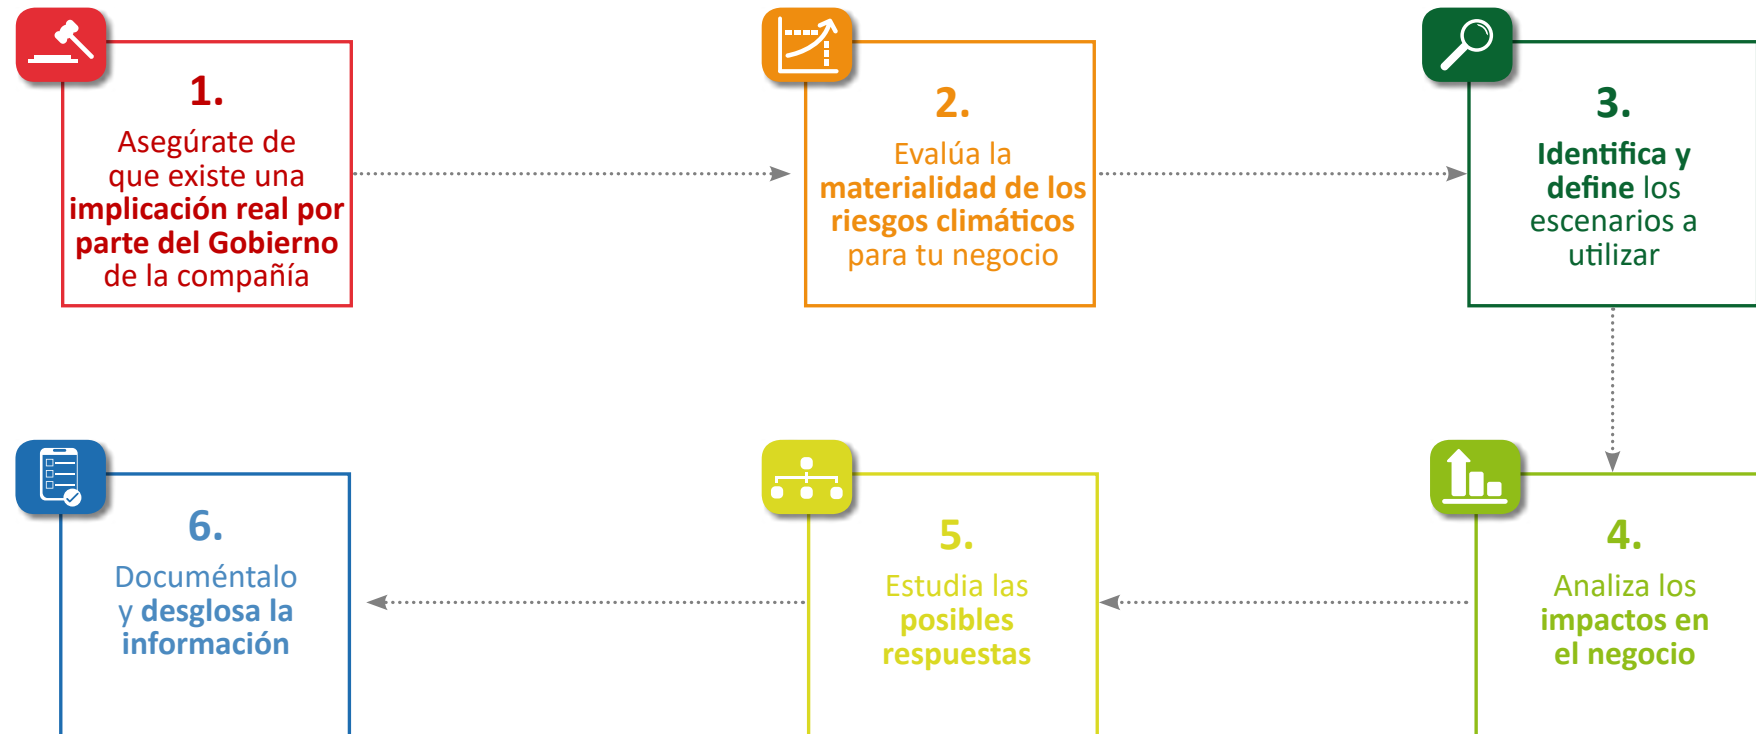 1.
Asegúrate de
que existe una
implicación real por
parte del Gobierno
de la compañía
2.
Evalúa la
materialidad de los
riesgos climáticos
para tu negocio
3.
Identifica y
define los
escenarios a
utilizar
4.
Analiza los
impactos en
el negocio
5.
Estudia las
posibles
respuestas
6.
Documéntalo
y desglosa la
información